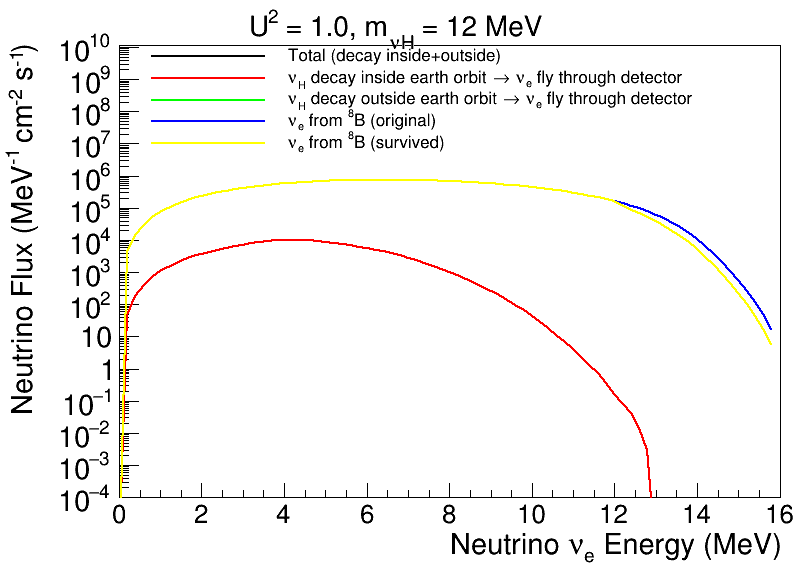 U² = 1.0, m_νH = 12 MeV
Total (decay inside+outside)
ν_H decay inside earth orbit → ν_e fly through detector
ν_H decay outside earth orbit → ν_e fly through detector
ν_e from ⁸B (original)
ν_e from ⁸B (survived)
Neutrino Flux (MeV⁻¹ cm⁻² s⁻¹)
10¹⁰
10⁹
10⁸
10⁷
10⁶
10⁵
10⁴
10³
10²
10
1
10⁻¹
10⁻²
10⁻³
10⁻⁴
0 2 4 6 8 10 12 14 16
Neutrino ν_e Energy (MeV)